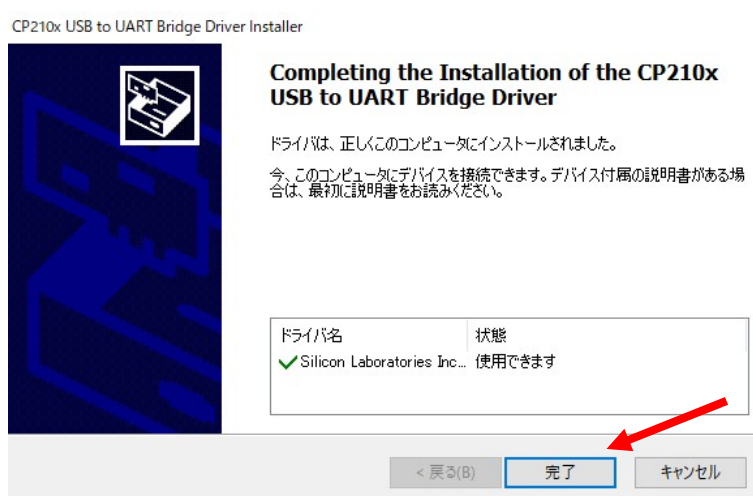 CP210x USB to UART Bridge Driver Installer
Completing the Installation of the CP210x
USB to UART Bridge Driver
ドライバは、正しくこのコンピュータにインストールされました。
今、このコンピュータにデバイスを接続できます。デバイス付属の説明書がある場
合は、最初に説明書をお読みください。
ドライバ名 状態
Silicon Laboratories Inc... 使用できます
< 戻る(B) 完了 キャンセル